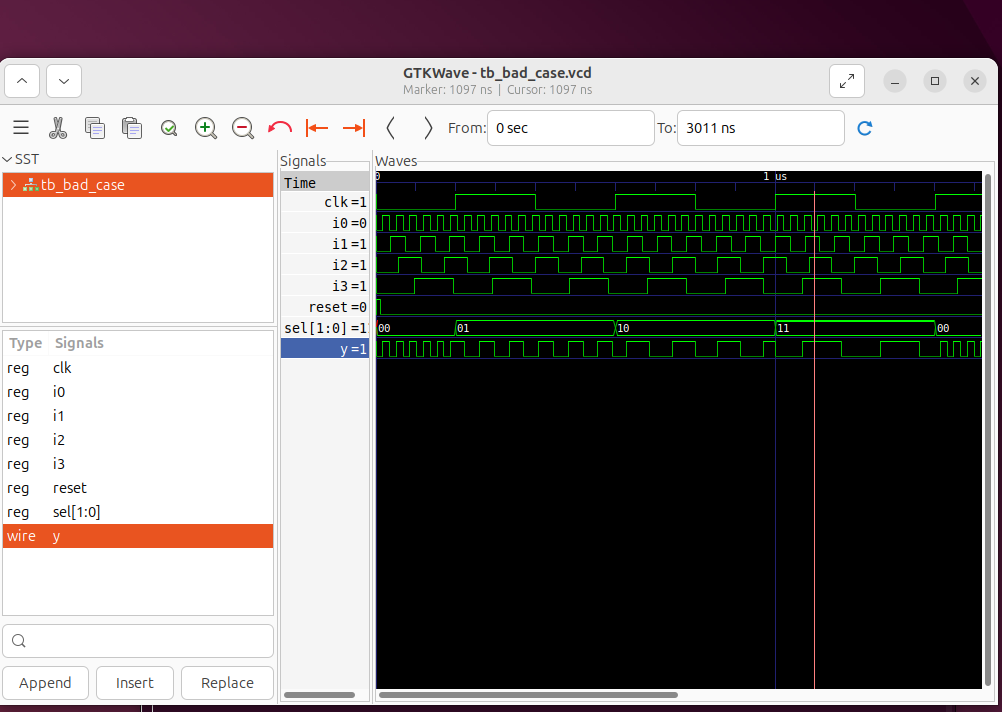 GTKWave - tb_bad_case.vcd
Marker: 1097 ns | Cursor: 1097 ns
From: 0 sec To: 3011 ns
SST
tb_bad_case
Type Signals
reg clk
reg i0
reg i1
reg i2
reg i3
reg reset
reg sel[1:0]
wire y
Append Insert Replace
Signals
Time
clk =1
i0 =0
i1 =1
i2 =1
i3 =1
reset =0
sel[1:0] =1
y =1
Waves
0 1 us
00 01 10 11 00